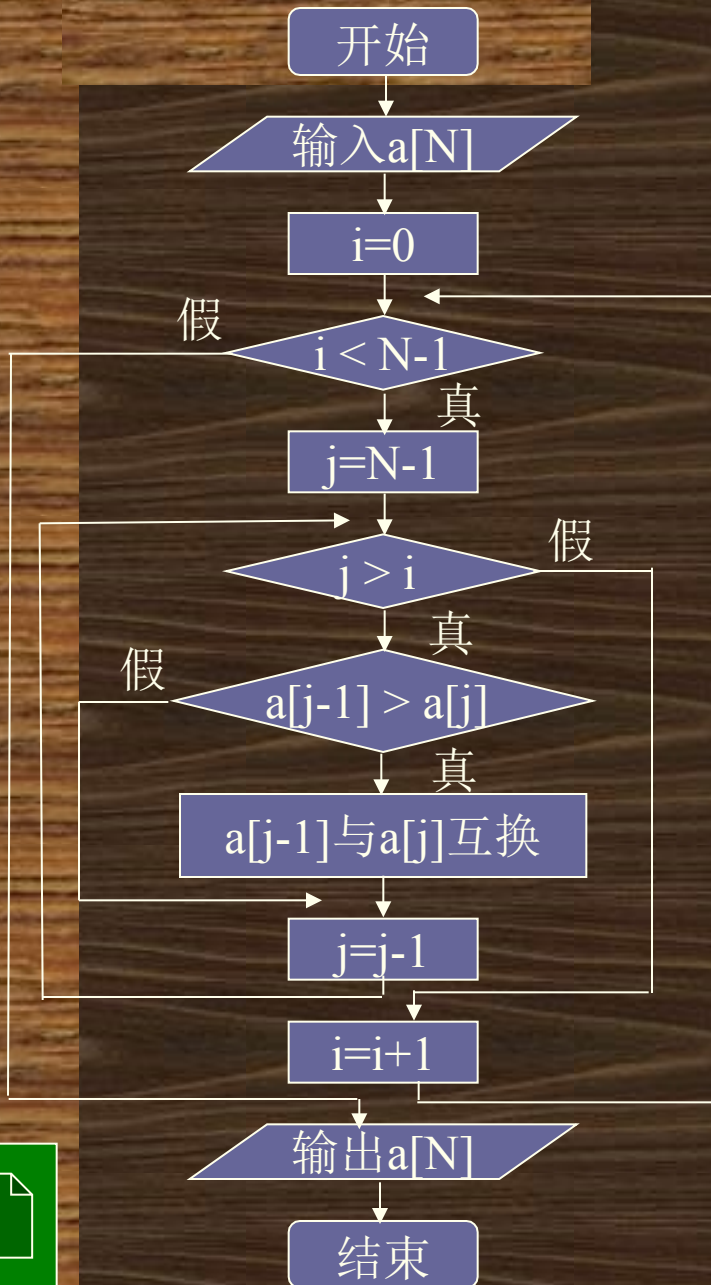 开始
输入a[N]
i=0
假
i < N-1
真
j=N-1
假
j > i
真
假
a[j-1] > a[j]
真
a[j-1]与a[j]互换
j=j-1
i=i+1
输出a[N]
结束